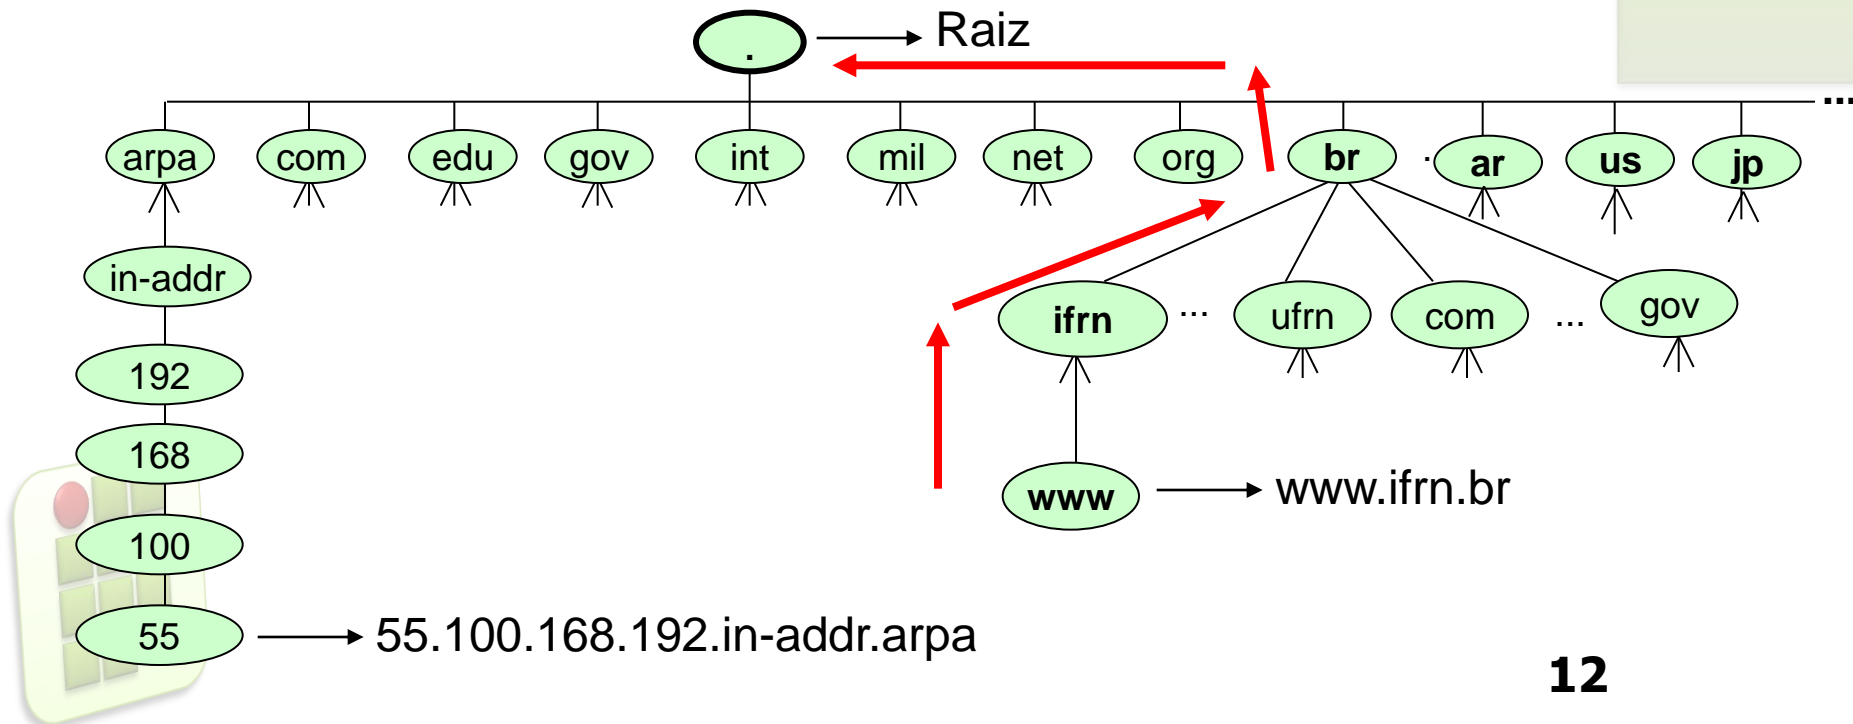 . Raiz
...
arpa com edu gov int mil net org br . ar us jp
in-addr
ifrn ... ufrn com ... gov
192
168
www www.ifrn.br
100
55 55.100.168.192.in-addr.arpa
12